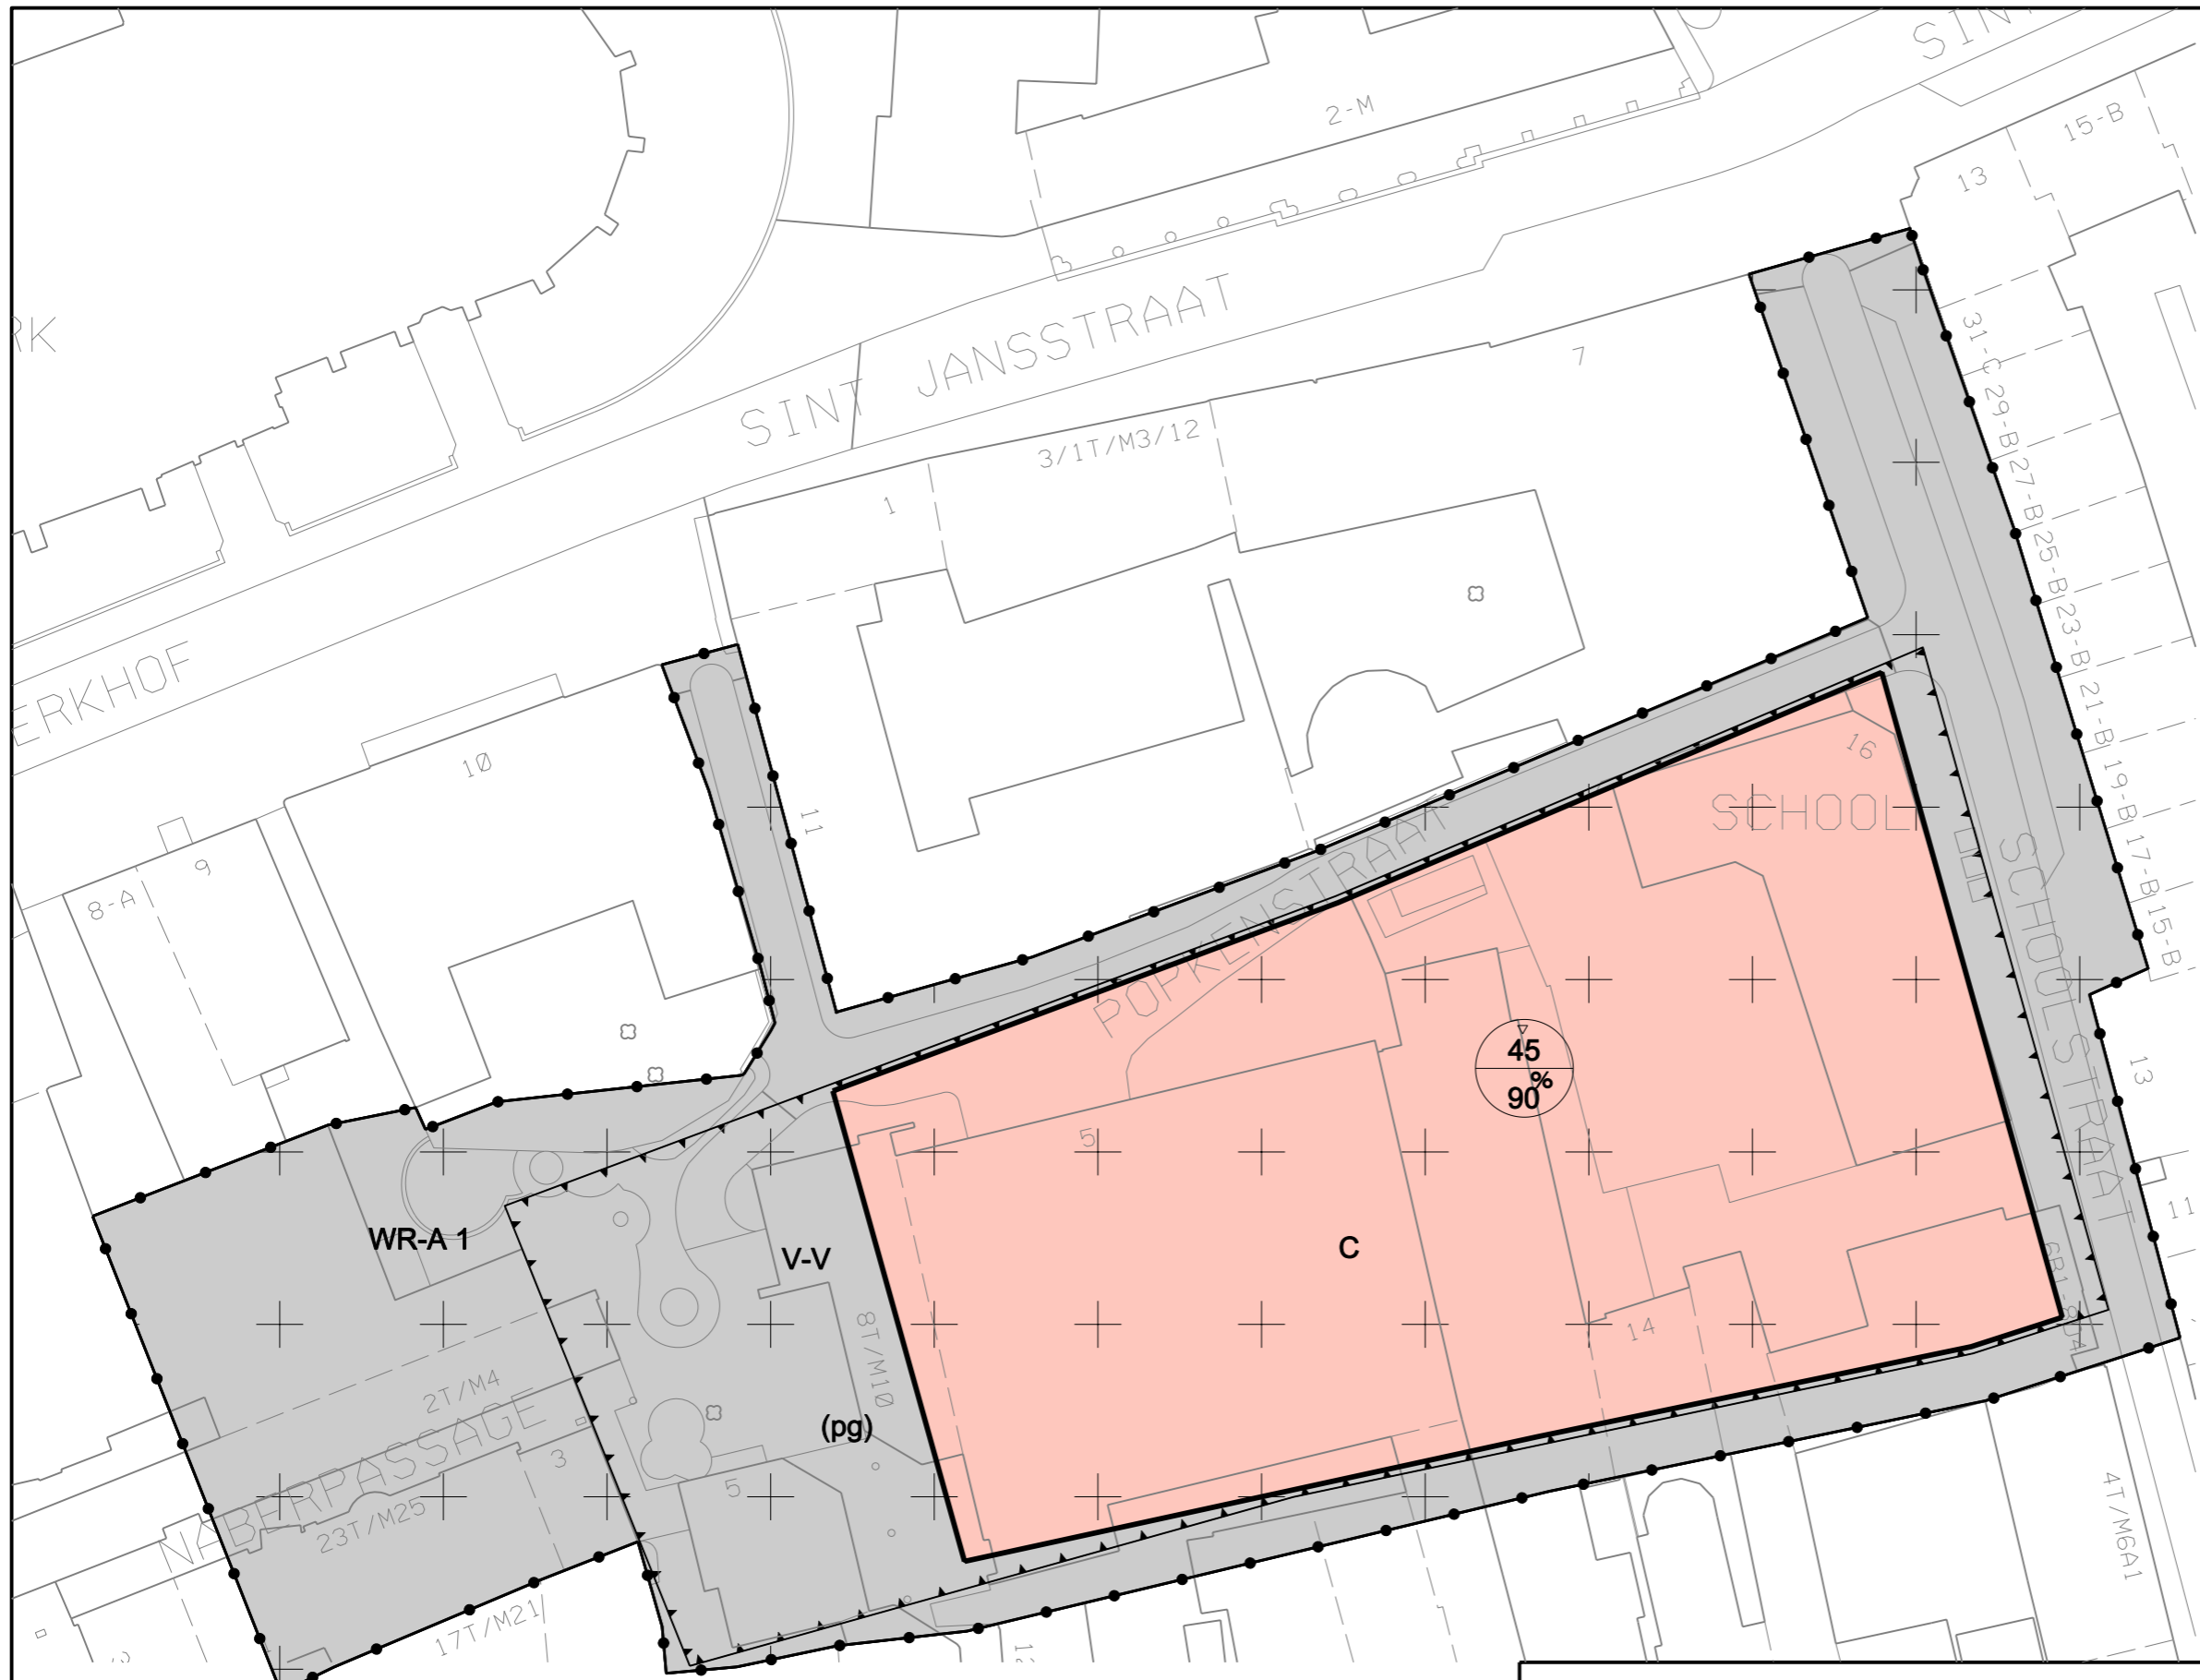 SIN
2-M
15-B
13
RK
SINT JANSSTRAAT
7
31-C
29-B
3/1T/M3/12
1
27-B
25-B
23-B
ERKHOF
21-B
10
16
19-B
11
SCHOOL
17-B
9
8-A
POPKENSTRAAT
SCHOOLSTRAAT
15-B
45
%
90
13
5
WR-A 1
V-V
C
11
8T/M10
14
2T/M4
(pg)
NABERPASSAGE
3
5
23T/M25
4T/M6A1
17T/M21